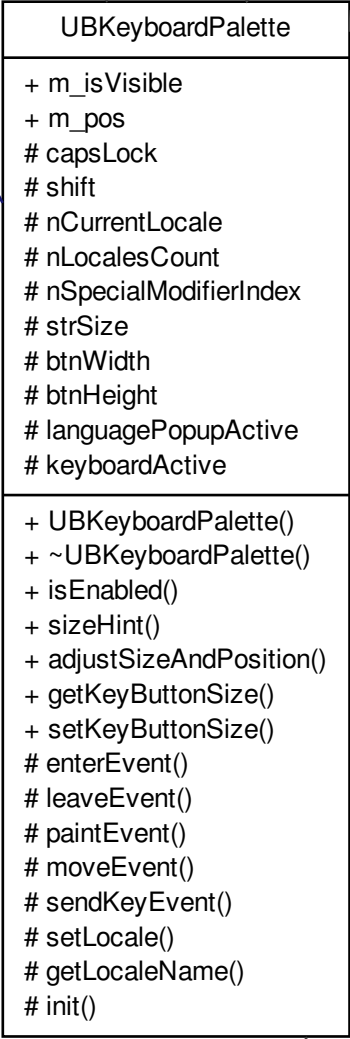 UBKeyboardPalette
+ m_isVisible
+ m_pos
# capsLock
# shift
# nCurrentLocale
# nLocalesCount
# nSpecialModifierIndex
# strSize
# btnWidth
# btnHeight
# languagePopupActive
# keyboardActive
+ UBKeyboardPalette()
+ ~UBKeyboardPalette()
+ isEnabled()
+ sizeHint()
+ adjustSizeAndPosition()
+ getKeyButtonSize()
+ setKeyButtonSize()
# enterEvent()
# leaveEvent()
# paintEvent()
# moveEvent()
# sendKeyEvent()
# setLocale()
# getLocaleName()
# init()